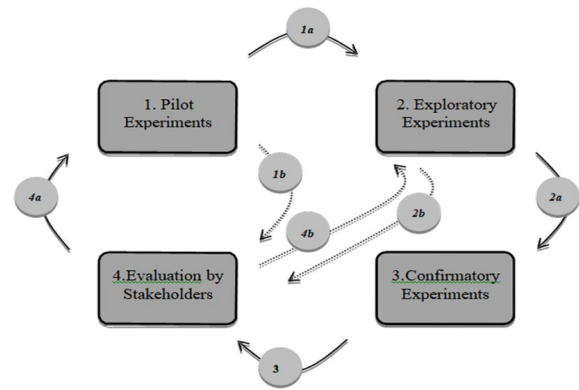 1a
1. Pilot
Experiments
2. Exploratory
Experiments
1b
4a
2a
2b
4b
4.Evaluation by
Stakeholders
3.Confirmatory
Experiments
3